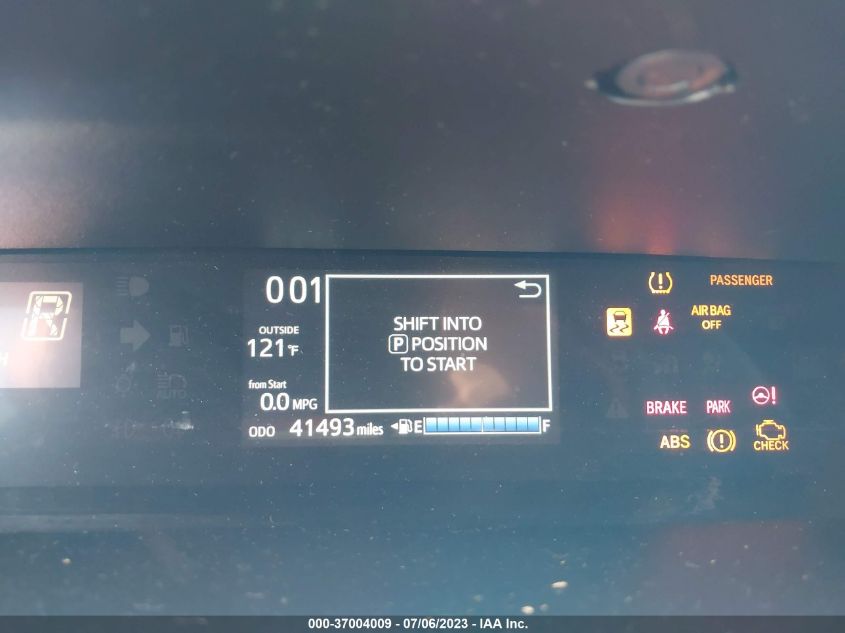 R
001
OUTSIDE
121°F
from Start
0.0 MPG
ODO 41493 miles
SHIFT INTO
P POSITION
TO START
E F
PASSENGER
AIR BAG
OFF
BRAKE PARK !
ABS ! CHECK
AUTO
000-37004009 - 07/06/2023 - IAA Inc.